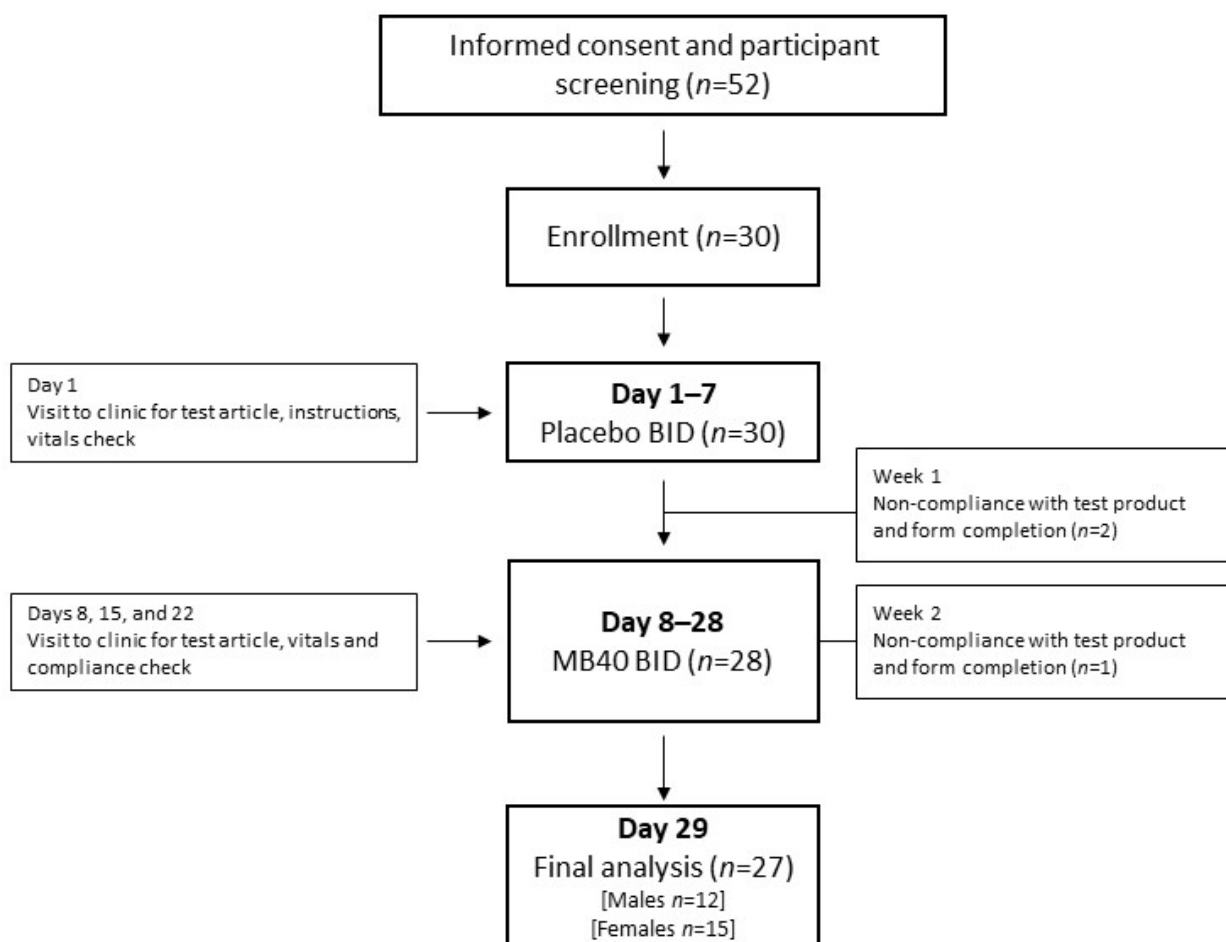 Informed consent and participant
screening (n=52)
Enrollment (n=30)
Day 1
Visit to clinic for test article, instructions,
vitals check
Day 1–7
Placebo BID (n=30)
Week 1
Non-compliance with test product
and form completion (n=2)
Days 8, 15, and 22
Visit to clinic for test article, vitals and
compliance check
Day 8–28
MB40 BID (n=28)
Week 2
Non-compliance with test product
and form completion (n=1)
Day 29
Final analysis (n=27)
[Males n=12]
[Females n=15]